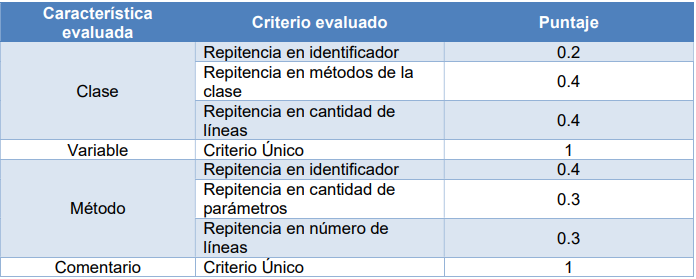 Característica evaluada Criterio evaluado Puntaje
Clase Repitencia en identificador 0.2
Repitencia en métodos de la clase 0.4
Repitencia en cantidad de líneas 0.4
Variable Criterio Único 1
Método Repitencia en identificador 0.4
Repitencia en cantidad de parámetros 0.3
Repitencia en número de líneas 0.3
Comentario Criterio Único 1